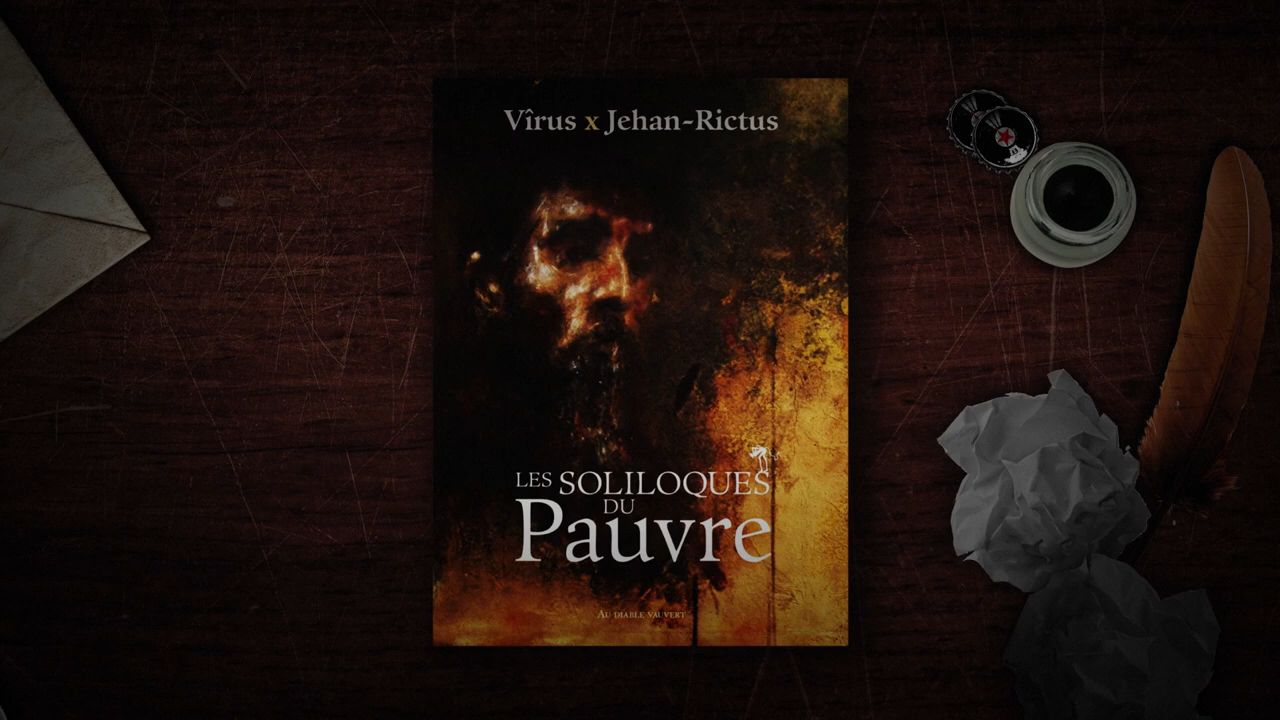 Vîrus x Jehan-Rictus
LES SOLILOQUES
DU
Pauvre
AU DIABLE VAUVERT